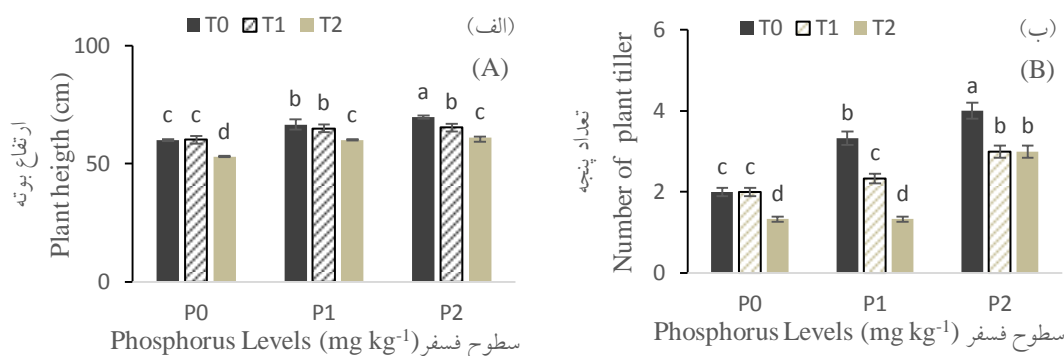 100
T0 T1 T2
(الف)
(A)
a
b b b
c c c c
d
50
0
P0 P1 P2
ارتفاع بوته
Plant heigth (cm)
Phosphorus Levels (mg kg-1) سطوح فسفر
6
T0 T1 T2
(ب)
(B)
a
b
4
b b
c c c
2
d d
0
P0 P1 P2
تعداد پنجه
Number of plant tiller
Phosphorus Levels (mg kg-1) سطوح فسفر